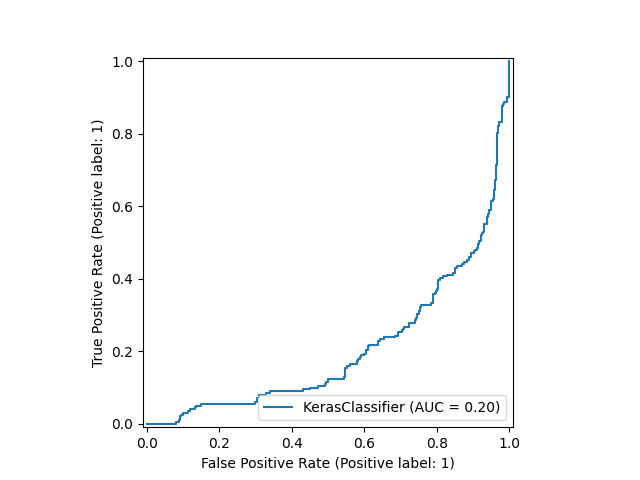 1.0
0.8
0.6
0.4
0.2
0.0
True Positive Rate (Positive label: 1)
KerasClassifier (AUC = 0.20)
0.0 0.2 0.4 0.6 0.8 1.0
False Positive Rate (Positive label: 1)